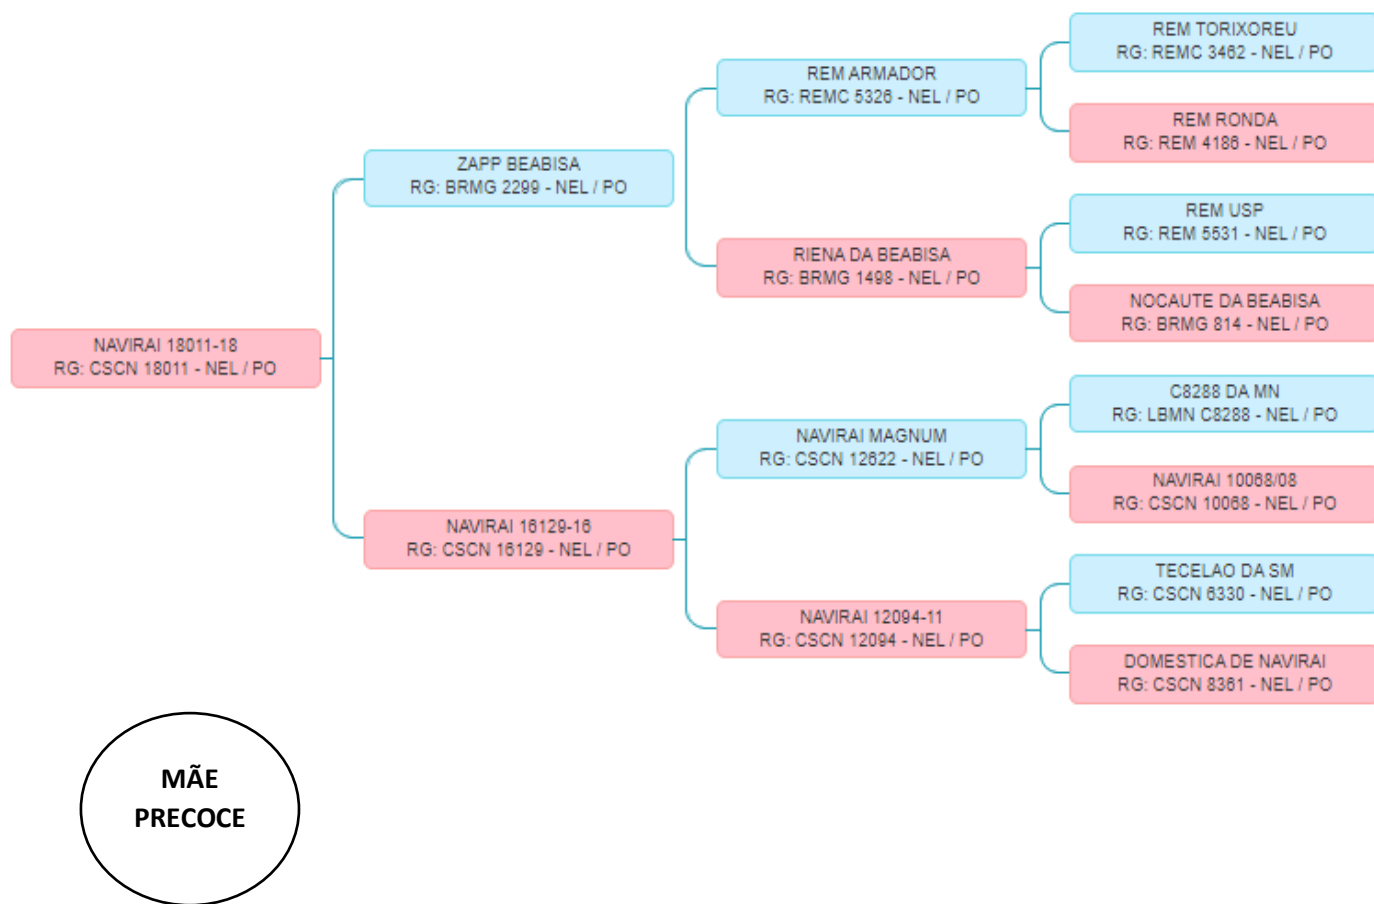 REM TORIXOREU
RG: REMC 3462 - NEL / PO
REM ARMADOR
RG: REMC 5326 - NEL / PO
REM RONDA
RG: REM 4186 - NEL / PO
ZAPP BEABISA
RG: BRMG 2299 - NEL / PO
REM USP
RG: REM 5531 - NEL / PO
RIENA DA BEABISA
RG: BRMG 1498 - NEL / PO
NOCAUTE DA BEABISA
RG: BRMG 814 - NEL / PO
NAVIRAI 18011-18
RG: CSCN 18011 - NEL / PO
C8288 DA MN
RG: LBMN C8288 - NEL / PO
NAVIRAI MAGNUM
RG: CSCN 12622 - NEL / PO
NAVIRAI 10068/08
RG: CSCN 10068 - NEL / PO
NAVIRAI 16129-16
RG: CSCN 16129 - NEL / PO
TECELAO DA SM
RG: CSCN 6330 - NEL / PO
NAVIRAI 12094-11
RG: CSCN 12094 - NEL / PO
DOMESTICA DE NAVIRAI
RG: CSCN 8361 - NEL / PO
MÃE
PRECOCE